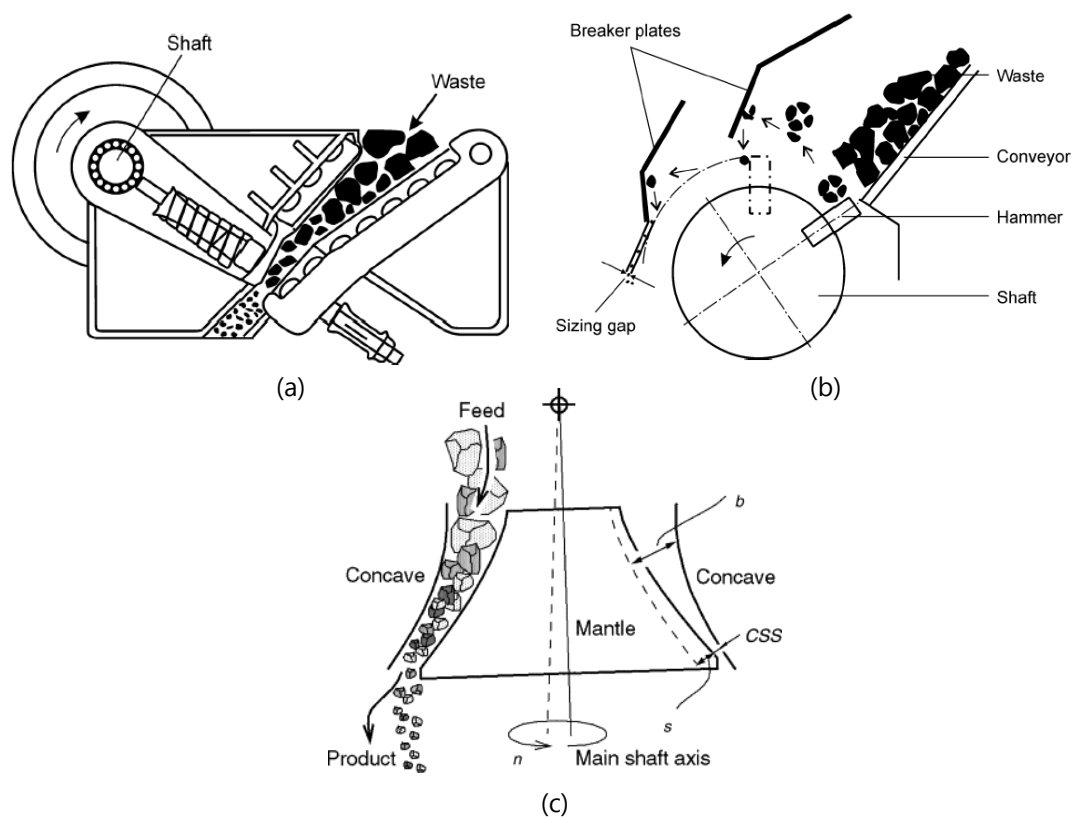 Shaft
Waste
(a)
Breaker plates
Waste
Conveyor
Hammer
Shaft
Sizing gap
(b)
Feed
b
Concave
Concave
Mantle
CSS
s
Product
n
Main shaft axis
(c)